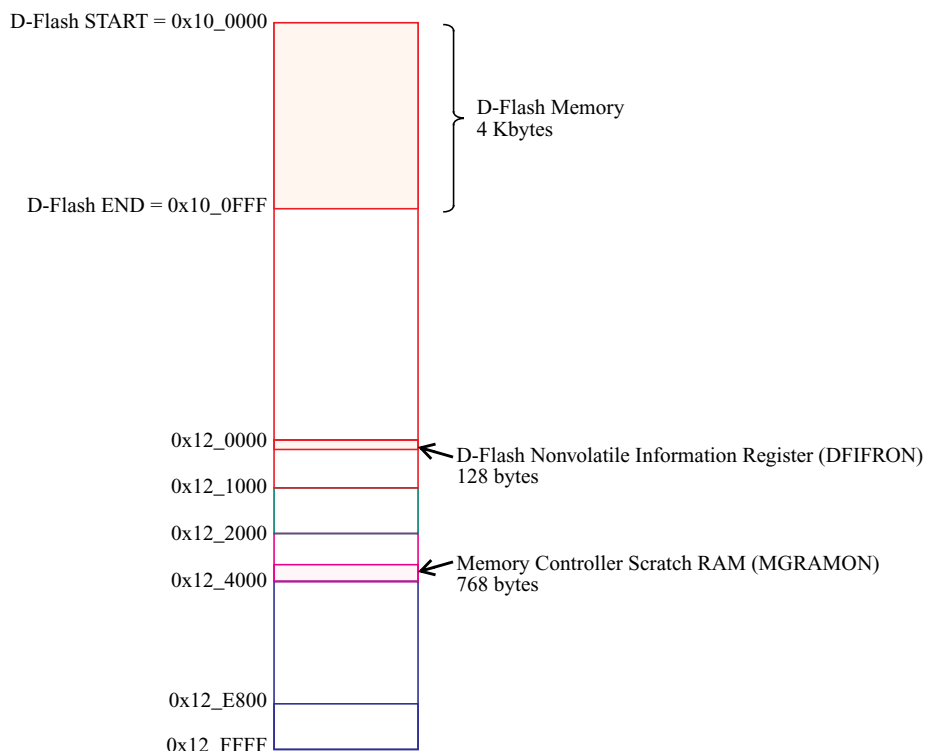 D-Flash START = 0x10_0000
D-Flash Memory
4 Kbytes
D-Flash END = 0x10_0FFF
0x12_0000
D-Flash Nonvolatile Information Register (DFIFRON)
128 bytes
0x12_1000
0x12_2000
Memory Controller Scratch RAM (MGRAMON)
768 bytes
0x12_4000
0x12_E800
0x12_FFFF